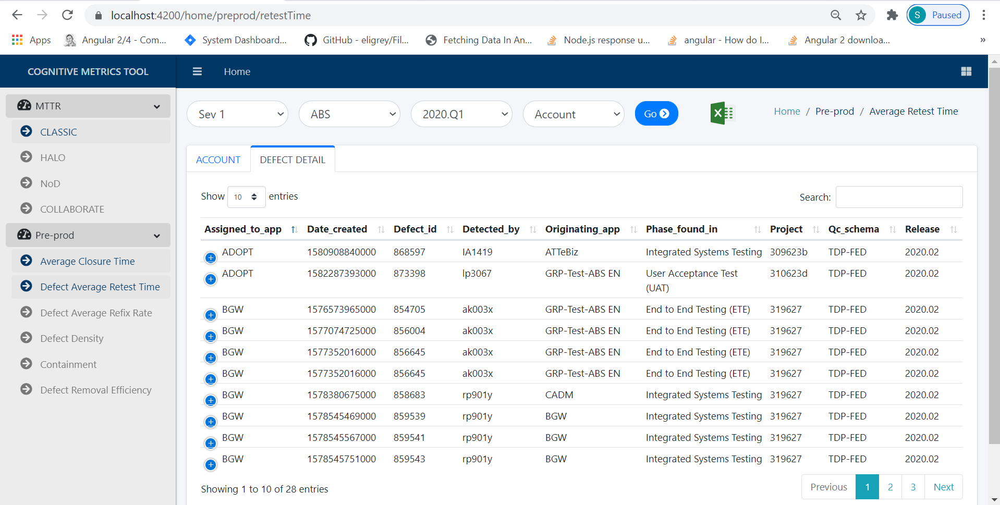 localhost:4200/home/preprod/retestTime
S Paused
Apps Angular 2/4 - Com... System Dashboard... GitHub - eligrey/Fil... Fetching Data In An... Node.js response u... angular - How do I... Angular 2 downloa... »
COGNITIVE METRICS TOOL
Home
MTTR
CLASSIC
HALO
NoD
COLLABORATE
Pre-prod
Average Closure Time
Defect Average Retest Time
Defect Average Refix Rate
Defect Density
Containment
Defect Removal Efficiency
Sev 1 ABS 2020.Q1 Account Go
Home / Pre-prod / Average Retest Time
ACCOUNT DEFECT DETAIL
Show 10 entries
Search:
Assigned_to_app Date_created Defect_id Detected_by Originating_app Phase_found_in Project Qc_schema Release
ADOPT 1580908840000 868597 IA1419 ATTeBiz Integrated Systems Testing 309623b TDP-FED 2020.02
ADOPT 1582287393000 873398 lp3067 GRP-Test-ABS EN User Acceptance Test 310623d TDP-FED 2020.02
(UAT)
BGW 1576573965000 854705 ak003x GRP-Test-ABS EN End to End Testing (ETE) 319627 TDP-FED 2020.02
BGW 1577074725000 856004 ak003x GRP-Test-ABS EN End to End Testing (ETE) 319627 TDP-FED 2020.02
BGW 1577352016000 856645 ak003x GRP-Test-ABS EN End to End Testing (ETE) 319627 TDP-FED 2020.02
BGW 1577352016000 856645 ak003x GRP-Test-ABS EN End to End Testing (ETE) 319627 TDP-FED 2020.02
BGW 1578380675000 858683 rp901y CADM Integrated Systems Testing 319627 TDP-FED 2020.02
BGW 1578545469000 859539 rp901y BGW Integrated Systems Testing 319627 TDP-FED 2020.02
BGW 1578545567000 859541 rp901y BGW Integrated Systems Testing 319627 TDP-FED 2020.02
BGW 1578545751000 859543 rp901y BGW Integrated Systems Testing 319627 TDP-FED 2020.02
Showing 1 to 10 of 28 entries
Previous 1 2 3 Next